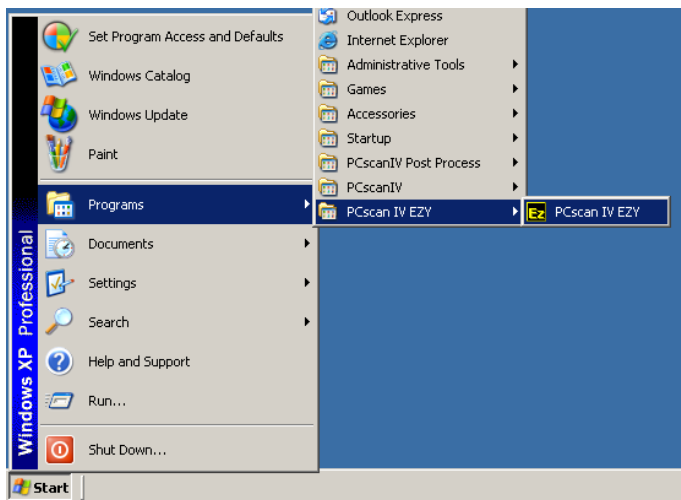 Set Program Access and Defaults
Windows Catalog
Windows Update
Paint
Programs
Documents
Settings
Search
Help and Support
Run...
Shut Down...
Windows XP Professional
Start
Outlook Express
Internet Explorer
Administrative Tools
Games
Accessories
Startup
PCscanIV Post Process
PCscanIV
PCscan IV EZY
Ez PCscan IV EZY